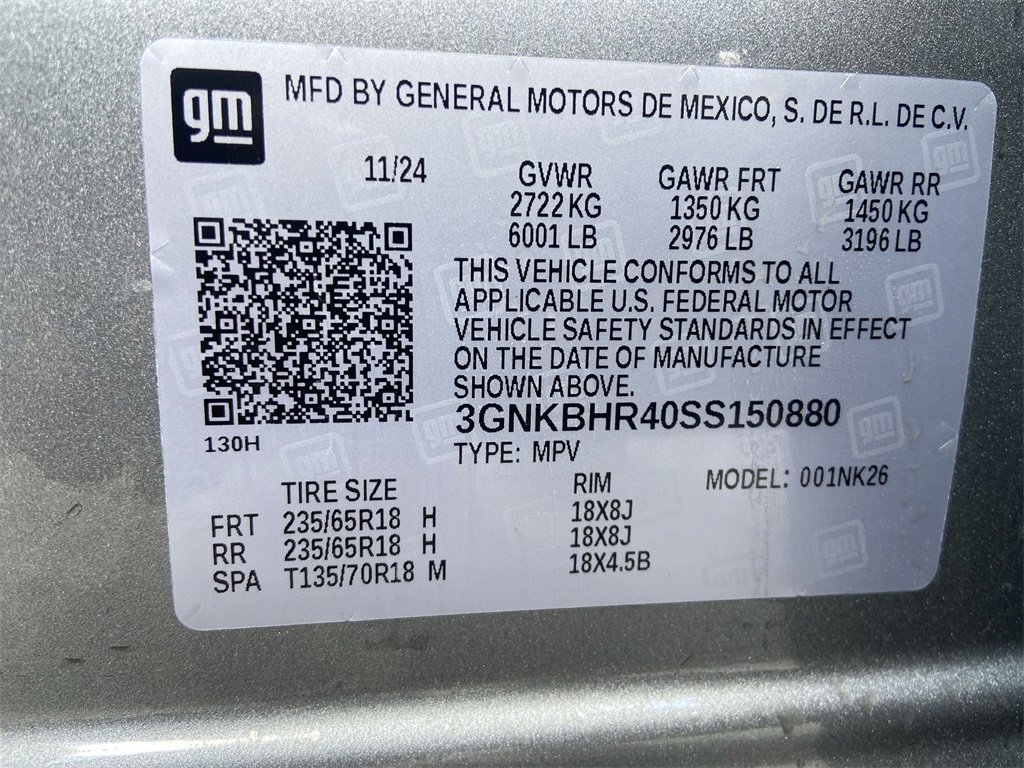 gm
MFD BY GENERAL MOTORS DE MEXICO, S. DE R.L. DE C.V.
11/24
GVWR GAWR FRT GAWR RR
2722 KG 1350 KG 1450 KG
6001 LB 2976 LB 3196 LB
THIS VEHICLE CONFORMS TO ALL
APPLICABLE U.S. FEDERAL MOTOR
VEHICLE SAFETY STANDARDS IN EFFECT
ON THE DATE OF MANUFACTURE
SHOWN ABOVE.
3GNKBHR40SS150880
130H
TYPE: MPV
MODEL: 001NK26
TIRE SIZE RIM
FRT 235/65R18 H 18X8J
RR 235/65R18 H 18X8J
SPA T135/70R18 M 18X4.5B